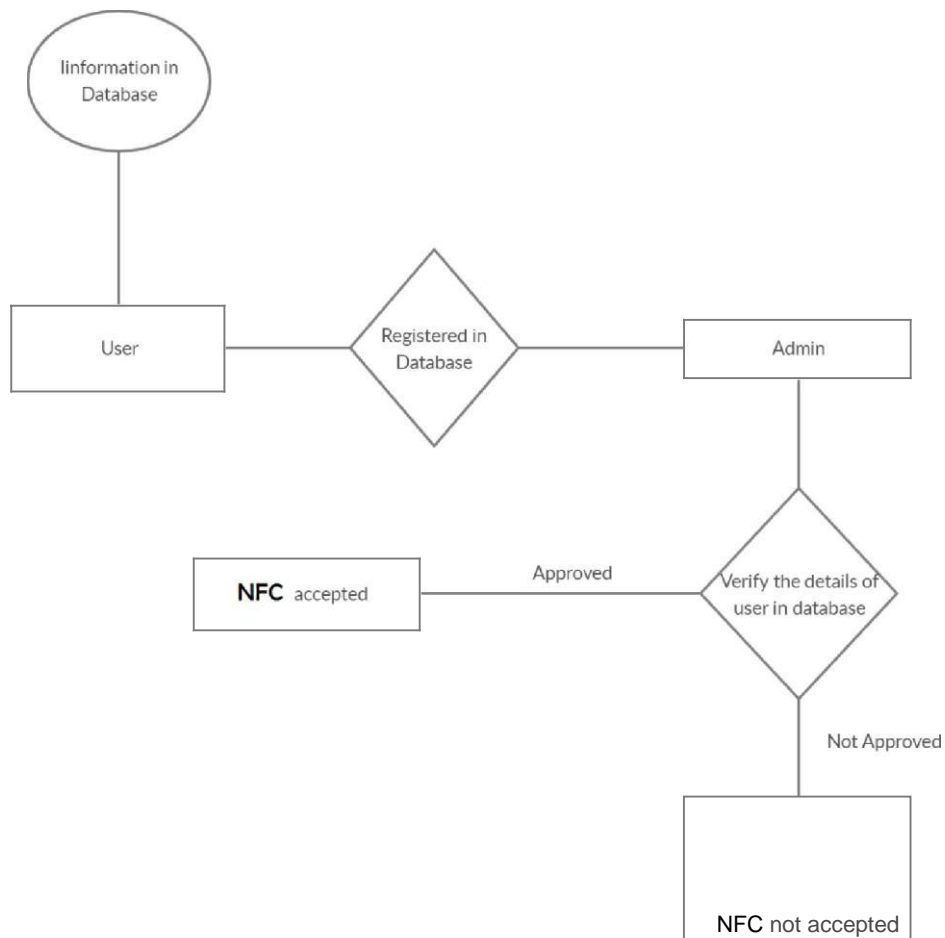 Iinformation in
Database
User
Registered in
Database
Admin
Verify the details of
user in database
Approved
NFC accepted
Not Approved
NFC not accepted